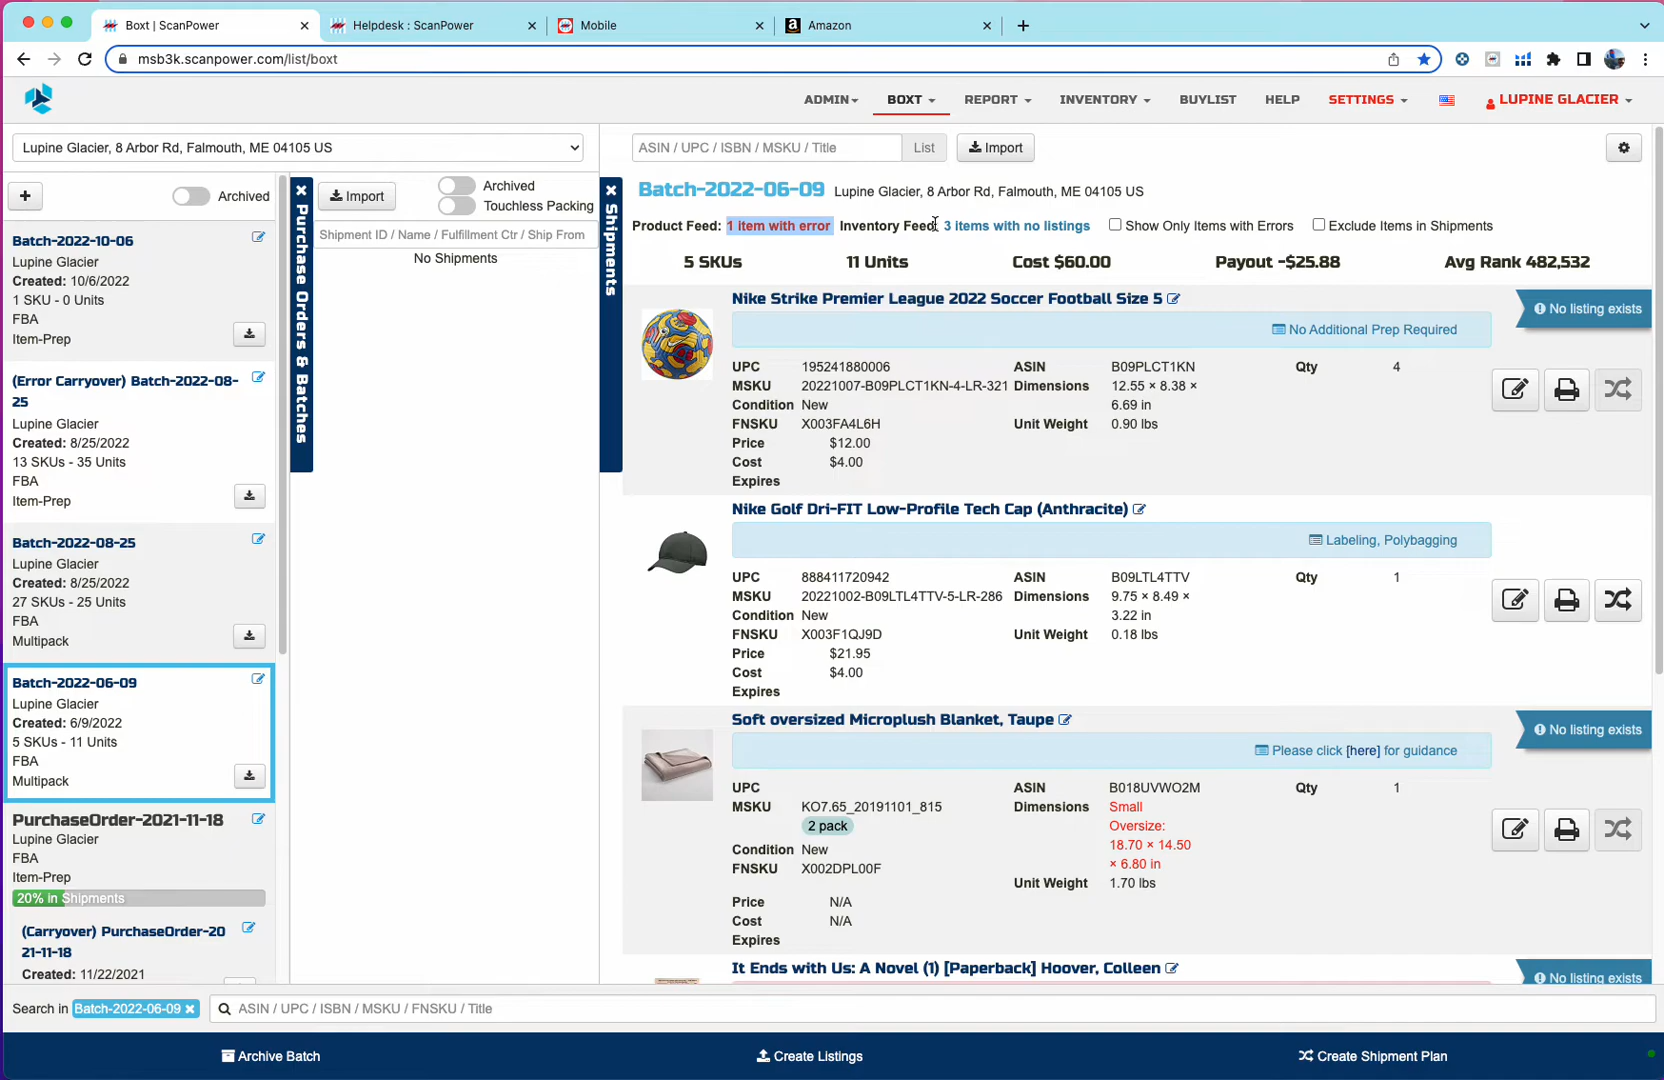 Boxt | ScanPower
Helpdesk : ScanPower
Mobile
Amazon
msb3k.scanpower.com/list/boxt
ADMIN
BOXT
REPORT
INVENTORY
BUYLIST
HELP
SETTINGS
LUPINE GLACIER
Lupine Glacier, 8 Arbor Rd, Falmouth, ME 04105 US
Archived
Batch-2022-10-06
Lupine Glacier
Created: 10/6/2022
1 SKU - 0 Units
FBA
Item-Prep
(Error Carryover) Batch-2022-08-
25
Lupine Glacier
Created: 8/25/2022
13 SKUs - 35 Units
FBA
Item-Prep
Batch-2022-08-25
Lupine Glacier
Created: 8/25/2022
27 SKUs - 25 Units
FBA
Multipack
Batch-2022-06-09
Lupine Glacier
Created: 6/9/2022
5 SKUs - 11 Units
FBA
Multipack
PurchaseOrder-2021-11-18
Lupine Glacier
FBA
Item-Prep
20% in Shipments
(Carryover) PurchaseOrder-20
21-11-18
Created: 11/22/2021
Purchase Orders & Batches
Import
Archived
Touchless Packing
Shipment ID / Name / Fulfillment Ctr / Ship From
No Shipments
Shipments
ASIN / UPC / ISBN / MSKU / Title
List
Import
Batch-2022-06-09 Lupine Glacier, 8 Arbor Rd, Falmouth, ME 04105 US
Product Feed: 1 item with error Inventory Feed: 3 items with no listings Show Only Items with Errors Exclude Items in Shipments
5 SKUs 11 Units Cost $60.00 Payout -$25.88 Avg Rank 482,532
Nike Strike Premier League 2022 Soccer Football Size 5
No listing exists
No Additional Prep Required
UPC 195241880006 ASIN B09PLCT1KN Qty 4
MSKU 20221007-B09PLCT1KN-4-LR-321 Dimensions 12.55 × 8.38 ×
Condition New 6.69 in
FNSKU X003FA4L6H Unit Weight 0.90 lbs
Price $12.00
Cost $4.00
Expires
Nike Golf Dri-FIT Low-Profile Tech Cap (Anthracite)
Labeling, Polybagging
UPC 888411720942 ASIN B09LTL4TTV Qty 1
MSKU 20221002-B09LTL4TTV-5-LR-286 Dimensions 9.75 × 8.49 ×
Condition New 3.22 in
FNSKU X003F1QJ9D Unit Weight 0.18 lbs
Price $21.95
Cost $4.00
Expires
Soft oversized Microplush Blanket, Taupe
No listing exists
Please click [here] for guidance
UPC ASIN B018UVWO2M Qty 1
MSKU KO7.65_20191101_815 Dimensions Small
2 pack Oversize:
18.70 × 14.50
Condition New × 6.80 in
FNSKU X002DPL00F Unit Weight 1.70 lbs
Price N/A
Cost N/A
Expires
It Ends with Us: A Novel (1) [Paperback] Hoover, Colleen
No listing exists
Search in Batch-2022-06-09 × ASIN / UPC / ISBN / MSKU / FNSKU / Title
Archive Batch
Create Listings
Create Shipment Plan